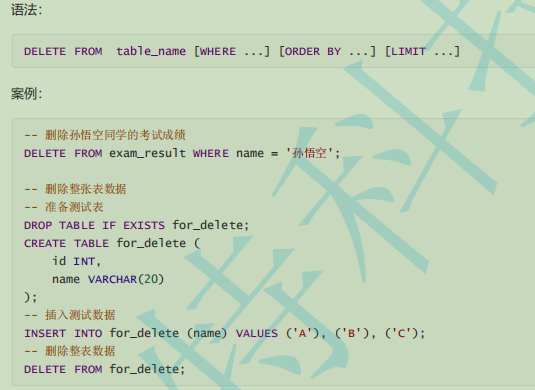 语法:
DELETE FROM  table_name [WHERE ...] [ORDER BY ...] [LIMIT ...]
案例:
-- 删除孙悟空同学的考试成绩
DELETE FROM exam_result WHERE name = '孙悟空';
-- 删除整张表数据
-- 准备测试表
DROP TABLE IF EXISTS for_delete;
CREATE TABLE for_delete (
    id INT,
    name VARCHAR(20)
);
-- 插入测试数据
INSERT INTO for_delete (name) VALUES ('A'), ('B'), ('C');
-- 删除整表数据
DELETE FROM for_delete;
特科